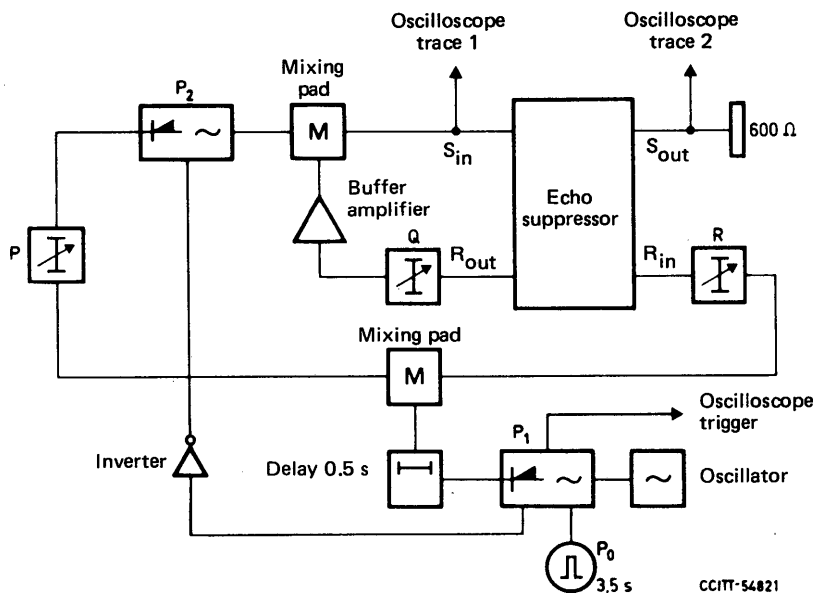 Oscilloscope
trace 1
Oscilloscope
trace 2
Mixing
pad
P2
M
Sin
Sout
600 Ω
Buffer
amplifier
Echo
suppressor
P
Q
Rout
Rin
R
Mixing pad
M
Oscilloscope
trigger
P1
Inverter
Delay 0.5 s
Oscillator
P0
3,5 s
CCITT-54821